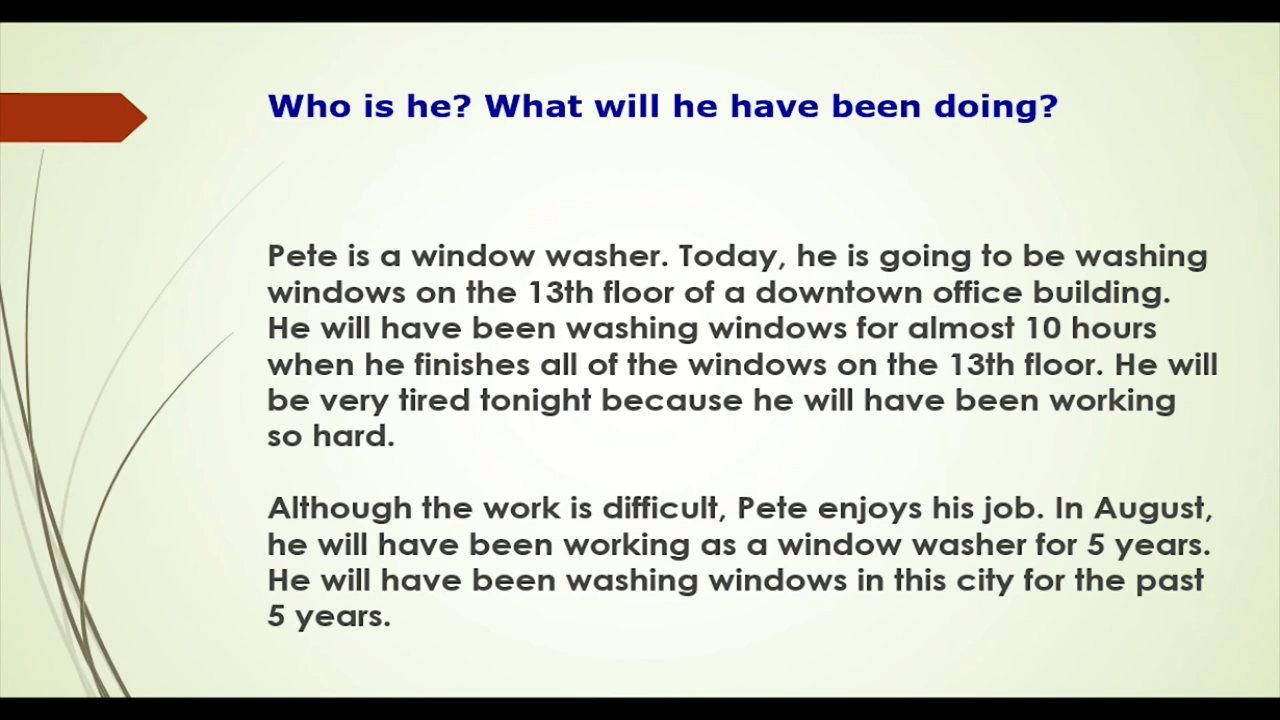 Who is he? What will he have been doing?
Pete is a window washer. Today, he is going to be washing
windows on the 13th floor of a downtown office building.
He will have been washing windows for almost 10 hours
when he finishes all of the windows on the 13th floor. He will
be very tired tonight because he will have been working
so hard.
Although the work is difficult, Pete enjoys his job. In August,
he will have been working as a window washer for 5 years.
He will have been washing windows in this city for the past
5 years.